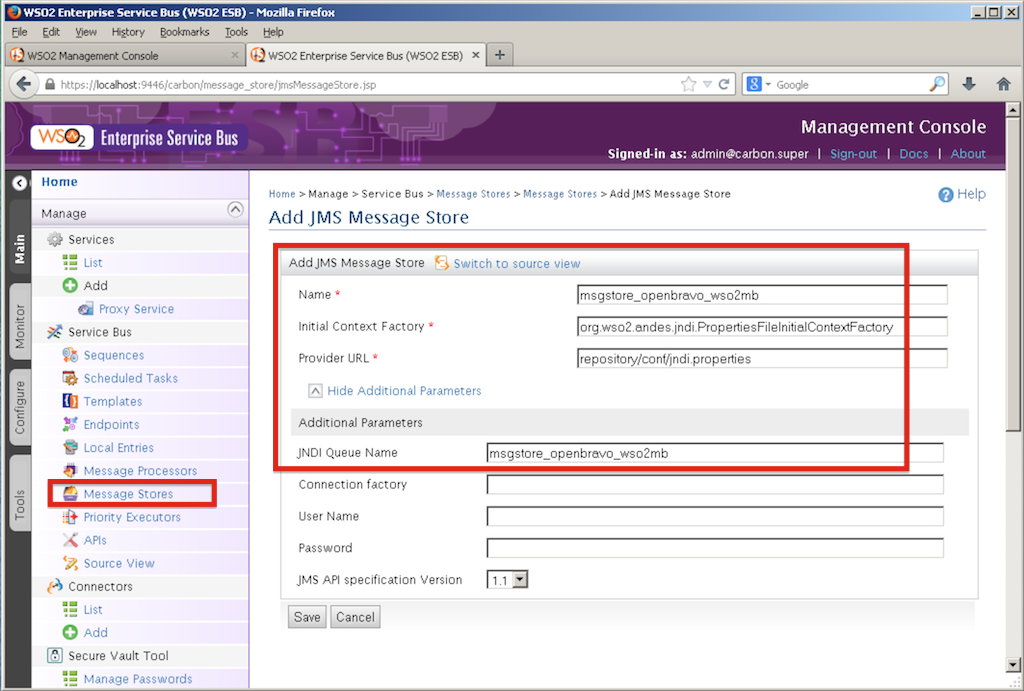 WSO2 Enterprise Service Bus (WSO2 ESB) - Mozilla Firefox
File Edit View History Bookmarks Tools Help
WSO2 Management Console
WSO2 Enterprise Service Bus (WSO2 ESB)
https://localhost:9446/carbon/message_store/jmsMessageStore.jsp
Google
WSO2 Enterprise Service Bus
Management Console
Signed-in as: admin@carbon.super | Sign-out | Docs | About
Main
Monitor
Configure
Tools
Home
Manage
Services
List
Add
Proxy Service
Service Bus
Sequences
Scheduled Tasks
Templates
Endpoints
Local Entries
Message Processors
Message Stores
Priority Executors
APIs
Source View
Connectors
List
Add
Secure Vault Tool
Manage Passwords
Home > Manage > Service Bus > Message Stores > Message Stores > Add JMS Message Store
Help
Add JMS Message Store
Add JMS Message Store Switch to source view
Name * msgstore_openbravo_wso2mb
Initial Context Factory * org.wso2.andes.jndi.PropertiesFileInitialContextFactory
Provider URL * repository/conf/jndi.properties
Hide Additional Parameters
Additional Parameters
JNDI Queue Name msgstore_openbravo_wso2mb
Connection factory
User Name
Password
JMS API specification Version 1.1
Save Cancel